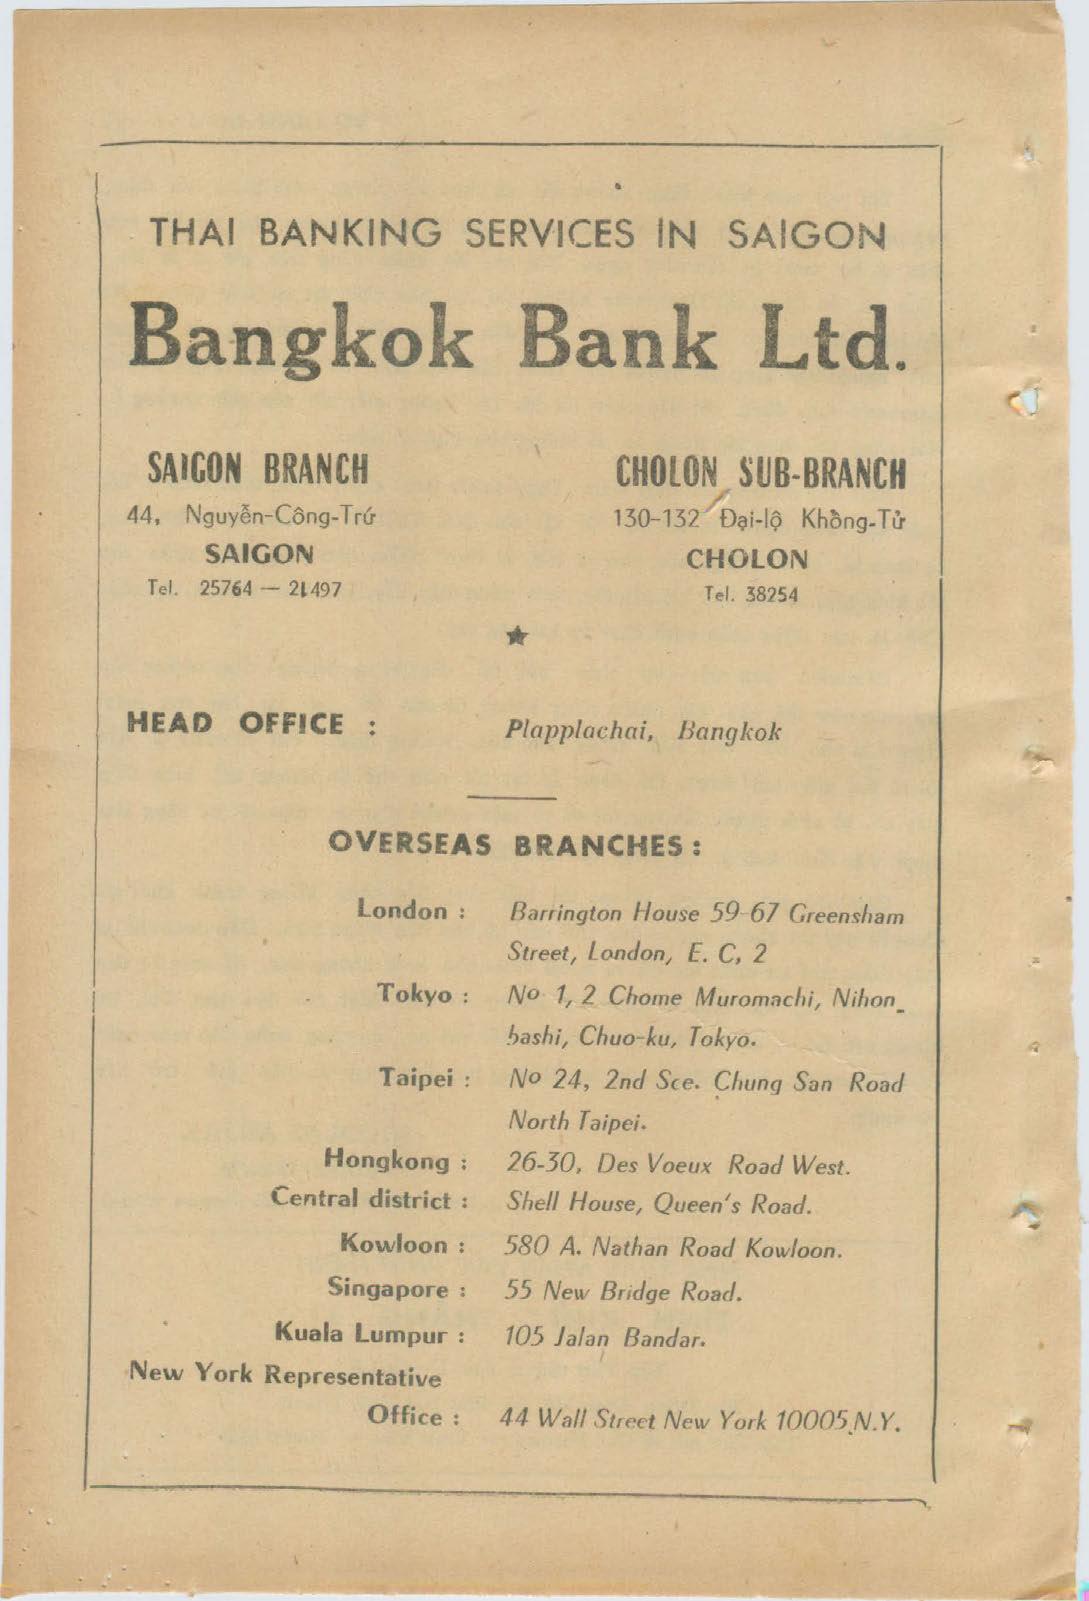 THAI BANKING SERVICES IN SAIGON
Bangkok Bank Ltd.
SAIGON BRANCH
44, Nguyễn-Công-Trứ
SAIGON
Tel. 25764 — 21497
CHOLON SUB-BRANCH
130-132 Đại-lộ Khồng-Tử
CHOLON
Tel. 38254
★
HEAD OFFICE : Plapplachai, Bangkok
OVERSEAS BRANCHES :
London : Barrington House 59-67 Greensham
Street, London, E. C, 2
Tokyo : Nº 1, 2 Chome Muromachi, Nihon_
bashi, Chuo-ku, Tokyo.
Taipei : Nº 24, 2nd Sce. Chung San Road
North Taipei.
Hongkong : 26-30, Des Voeux Road West.
Central district : Shell House, Queen's Road.
Kowloon : 580 A. Nathan Road Kowloon.
Singapore : 55 New Bridge Road.
Kuala Lumpur : 105 Jalan Bandar.
New York Representative
Office : 44 Wall Street New York 10005.N.Y.